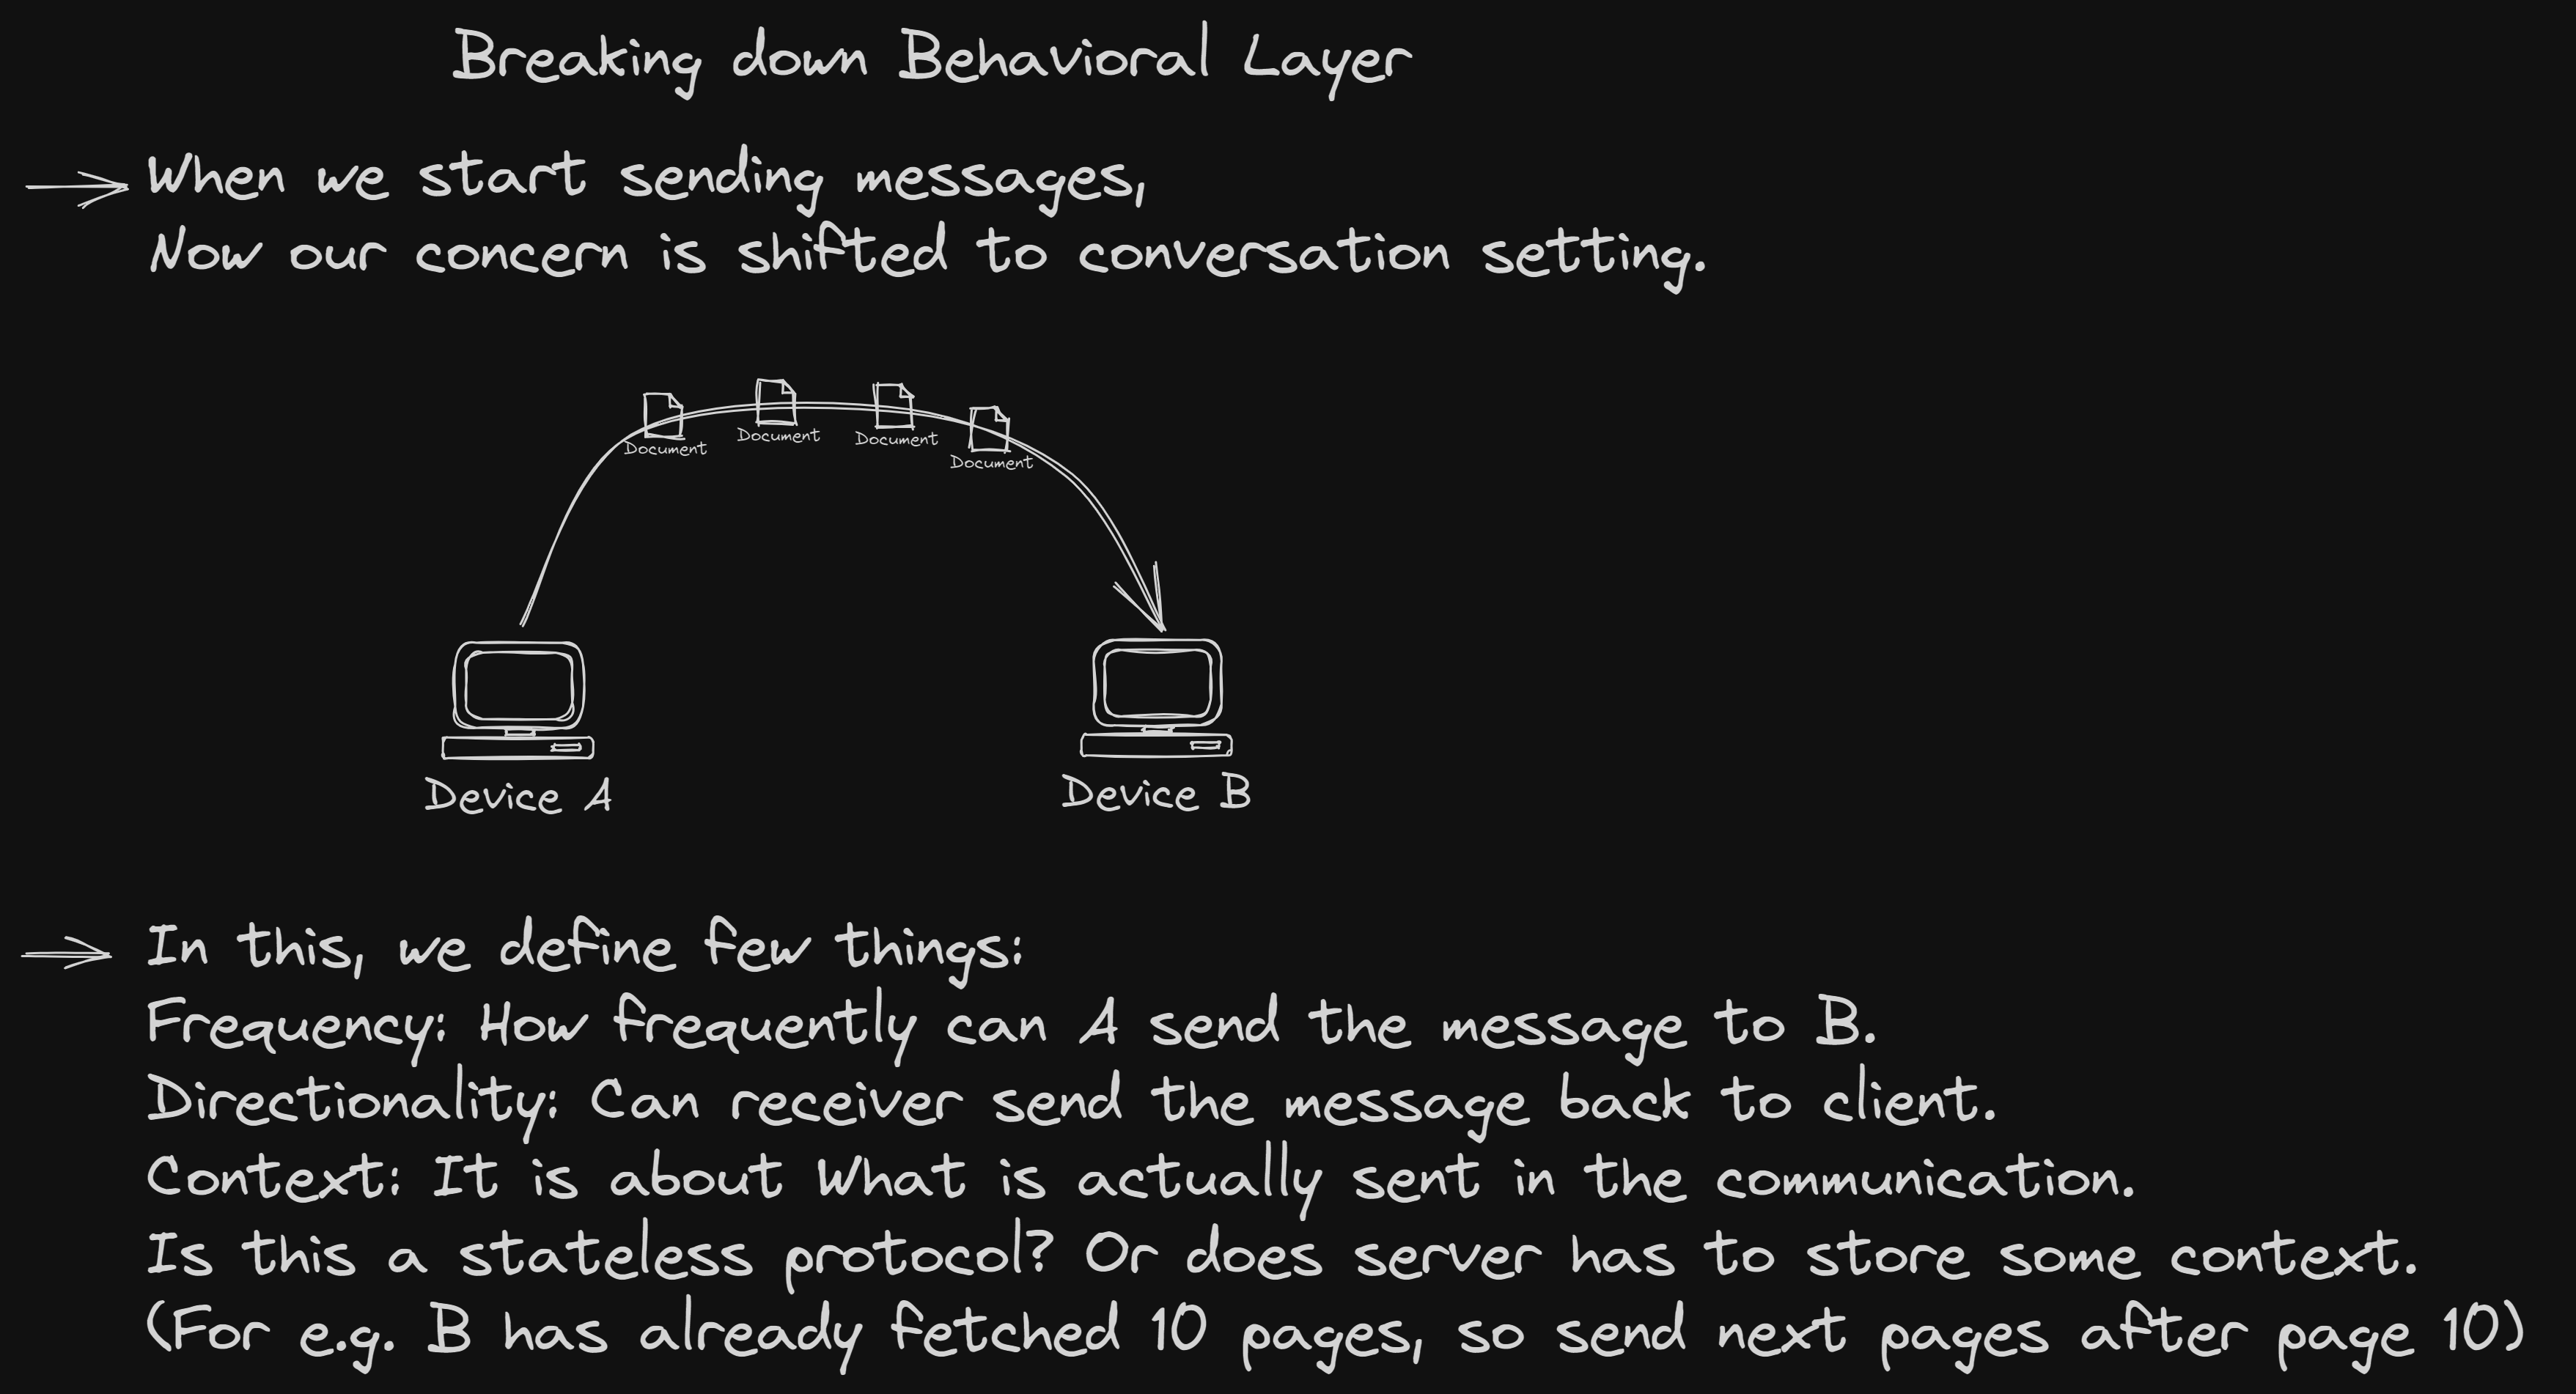 Breaking down Behavioral Layer
When we start sending messages,
Now our concern is shifted to conversation setting.
Document
Document
Document
Document
Device A
Device B
In this, we define few things:
Frequency: How frequently can A send the message to B.
Directionality: Can receiver send the message back to client.
Context: It is about What is actually sent in the communication.
Is this a stateless protocol? Or does server has to store some context.
(For e.g. B has already fetched 10 pages, so send next pages after page 10)